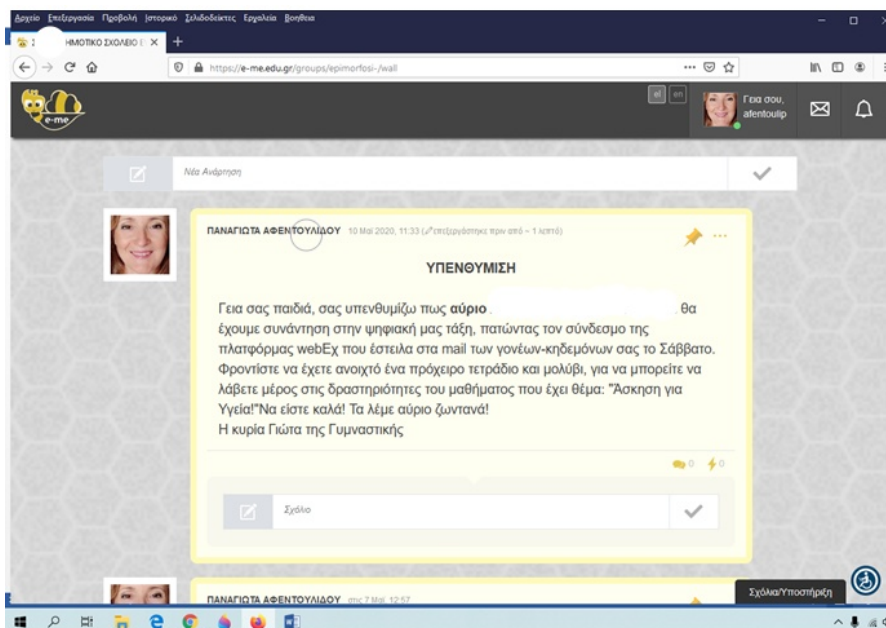 Αρχείο Επεξεργασία Προβολή Ιστορικό Σελιδοδείκτες Εργαλεία Βοήθεια
ΗΜΟΤΙΚΟ ΣΧΟΛΕΙΟ Ε
https://e-me.edu.gr/groups/epimorfosi-/wall
e-me
el en
Γεια σου,
afentoulip
Νέα Ανάρτηση
ΠΑΝΑΓΙΩΤΑ ΑΦΕΝΤΟΥΛΙΔΟΥ 10 Μαΐ 2020, 11:33 (επεξεργάστηκε πριν από ~ 1 λεπτό)
ΥΠΕΝΘΥΜΙΣΗ
Γεια σας παιδιά, σας υπενθυμίζω πως αύριο . θα
έχουμε συνάντηση στην ψηφιακή μας τάξη, πατώντας τον σύνδεσμο της
πλατφόρμας webEx που έστειλα στα mail των γονέων-κηδεμόνων σας το Σάββατο.
Φροντίστε να έχετε ανοιχτό ένα πρόχειρο τετράδιο και μολύβι, για να μπορείτε να
λάβετε μέρος στις δραστηριότητες του μαθήματος που έχει θέμα: "Άσκηση για
Υγεία!"Να είστε καλά! Τα λέμε αύριο ζωντανά!
Η κυρία Γιώτα της Γυμναστικής
0 0
Σχόλιο
ΠΑΝΑΓΙΩΤΑ ΑΦΕΝΤΟΥΛΙΔΟΥ στις 7 Μαΐ, 12:57
Σχόλια/Υποστήριξη